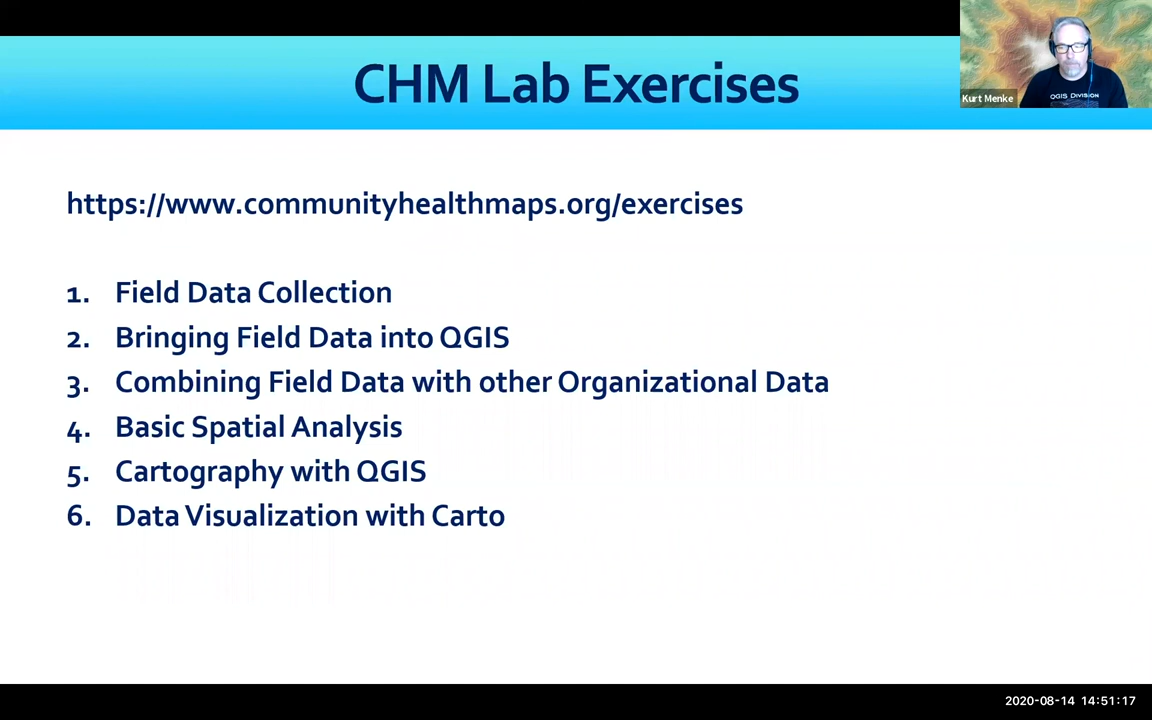 CHM Lab Exercises
Kurt Menke
QGIS DIVISION
https://www.communityhealthmaps.org/exercises
1. Field Data Collection
2. Bringing Field Data into QGIS
3. Combining Field Data with other Organizational Data
4. Basic Spatial Analysis
5. Cartography with QGIS
6. Data Visualization with Carto
2020-08-14 14:51:17